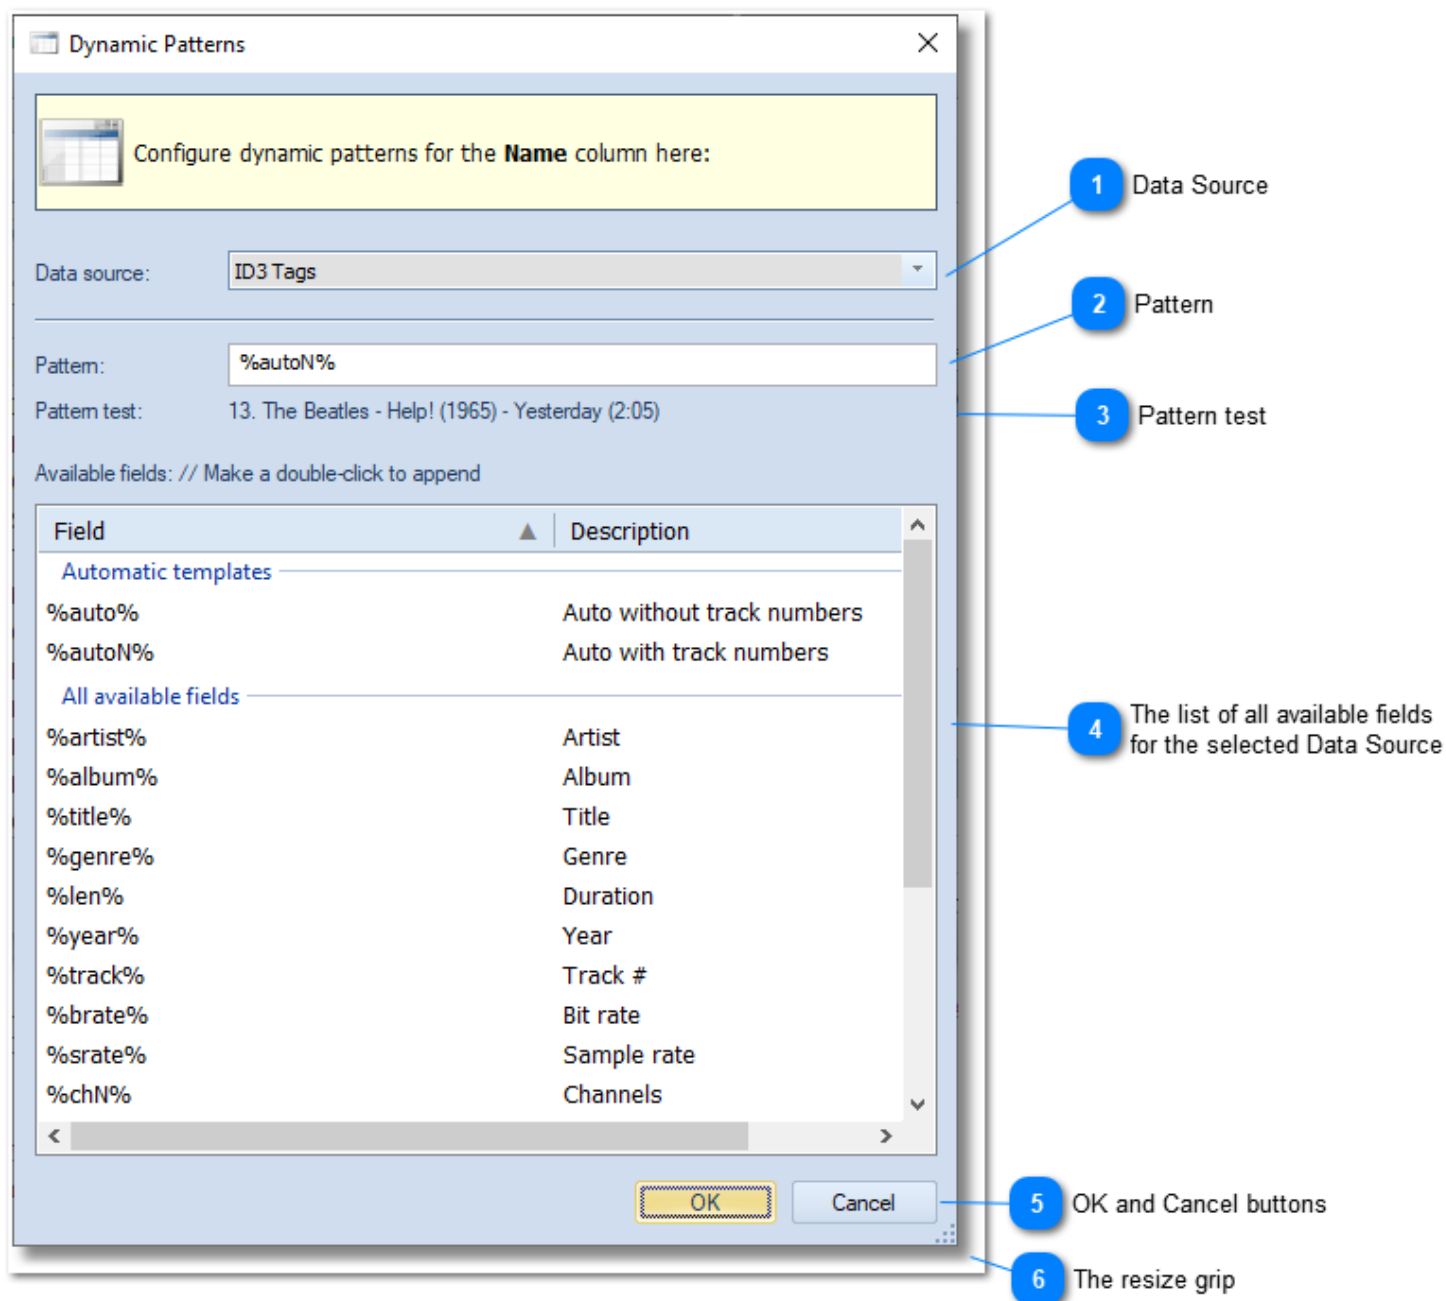 Dynamic Patterns
Configure dynamic patterns for the Name column here:
1 Data Source
Data source: ID3 Tags
2 Pattern
Pattern: %autoN%
Pattern test: 13. The Beatles - Help! (1965) - Yesterday (2:05)
3 Pattern test
Available fields: // Make a double-click to append
Field Description
Automatic templates
%auto% Auto without track numbers
%autoN% Auto with track numbers
All available fields
4 The list of all available fields
for the selected Data Source
%artist% Artist
%album% Album
%title% Title
%genre% Genre
%len% Duration
%year% Year
%track% Track #
%brate% Bit rate
%srate% Sample rate
%chN% Channels
OK Cancel
5 OK and Cancel buttons
6 The resize grip